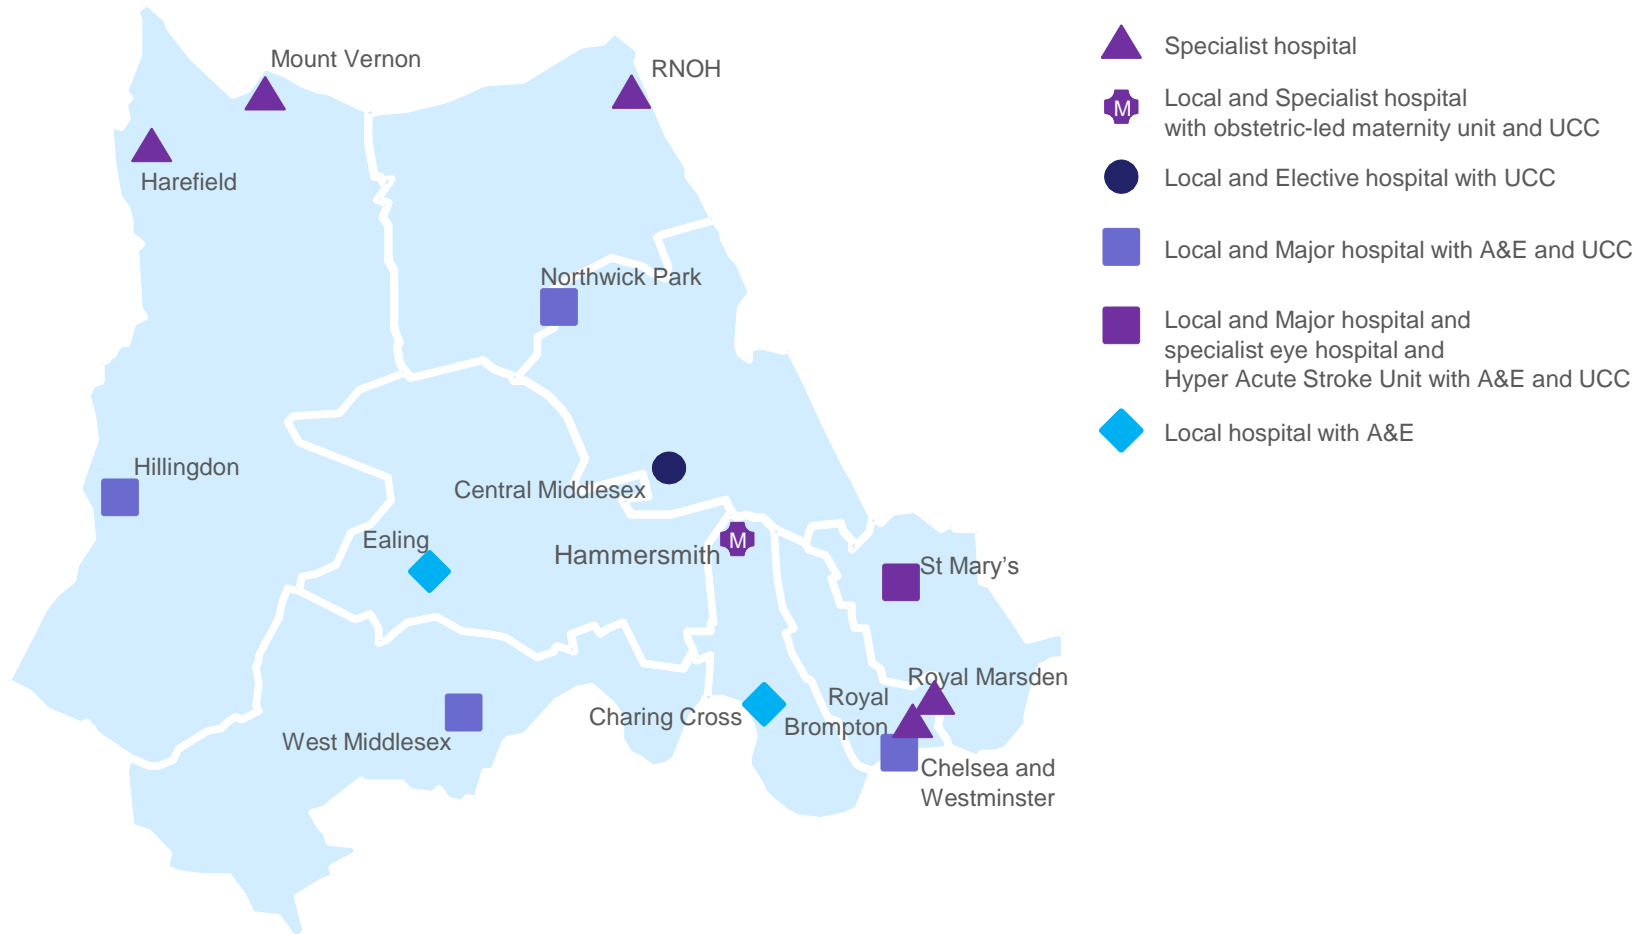 Mount Vernon
RNOH
Harefield
Northwick Park
Hillingdon
Central Middlesex
Ealing
Hammersmith
M
St Mary’s
Royal Marsden
Royal
Brompton
Charing Cross
West Middlesex
Chelsea and
Westminster
Specialist hospital
M
Local and Specialist hospital
with obstetric-led maternity unit and UCC
Local and Elective hospital with UCC
Local and Major hospital with A&E and UCC
Local and Major hospital and
specialist eye hospital and
Hyper Acute Stroke Unit with A&E and UCC
Local hospital with A&E